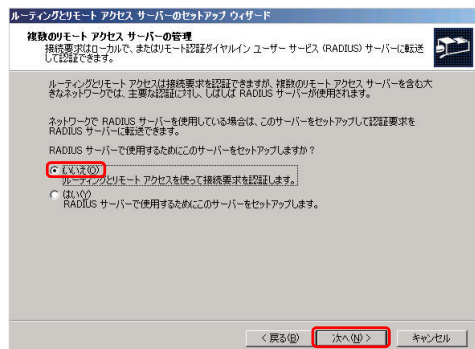 ルーティングとリモート アクセス サーバーのセットアップ ウィザード
複数のリモート アクセス サーバーの管理
接続要求はローカルで、またはリモート認証ダイヤルイン ユーザー サービス (RADIUS) サーバーに転送
して認証できます。
ルーティングとリモート アクセスは接続要求を認証できますが、複数のリモート アクセス サーバーを含む大
きなネットワークでは、主要な認証に対し、しばしば RADIUS サーバーが使用されます。
ネットワークで RADIUS サーバーを使用している場合は、このサーバーをセットアップして認証要求を
RADIUS サーバーに転送できます。
RADIUS サーバーで使用するためにこのサーバーをセットアップしますか?
いいえ(O)
ルーティングとリモート アクセスを使って接続要求を認証します。
はい(Y)
RADIUS サーバーで使用するためにこのサーバーをセットアップします。
< 戻る(B) 次へ(N) > キャンセル